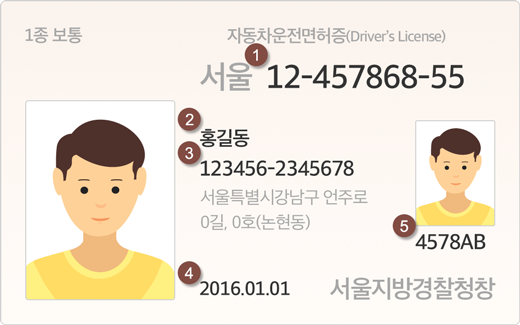 1종 보통
자동차운전면허증(Driver's License)
1
서울 12-457868-55
2
홍길동
3
123456-2345678
서울특별시강남구 언주로
0길, 0호(논현동)
5
4578AB
4
2016.01.01
서울지방경찰청창